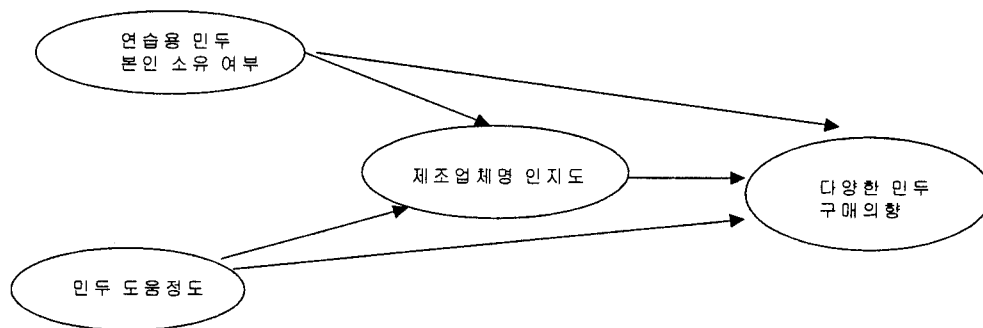 연습용 민두
본인 소유 여부
제조업체명 인지도
다양한 민두
구매의향
민두 도움정도